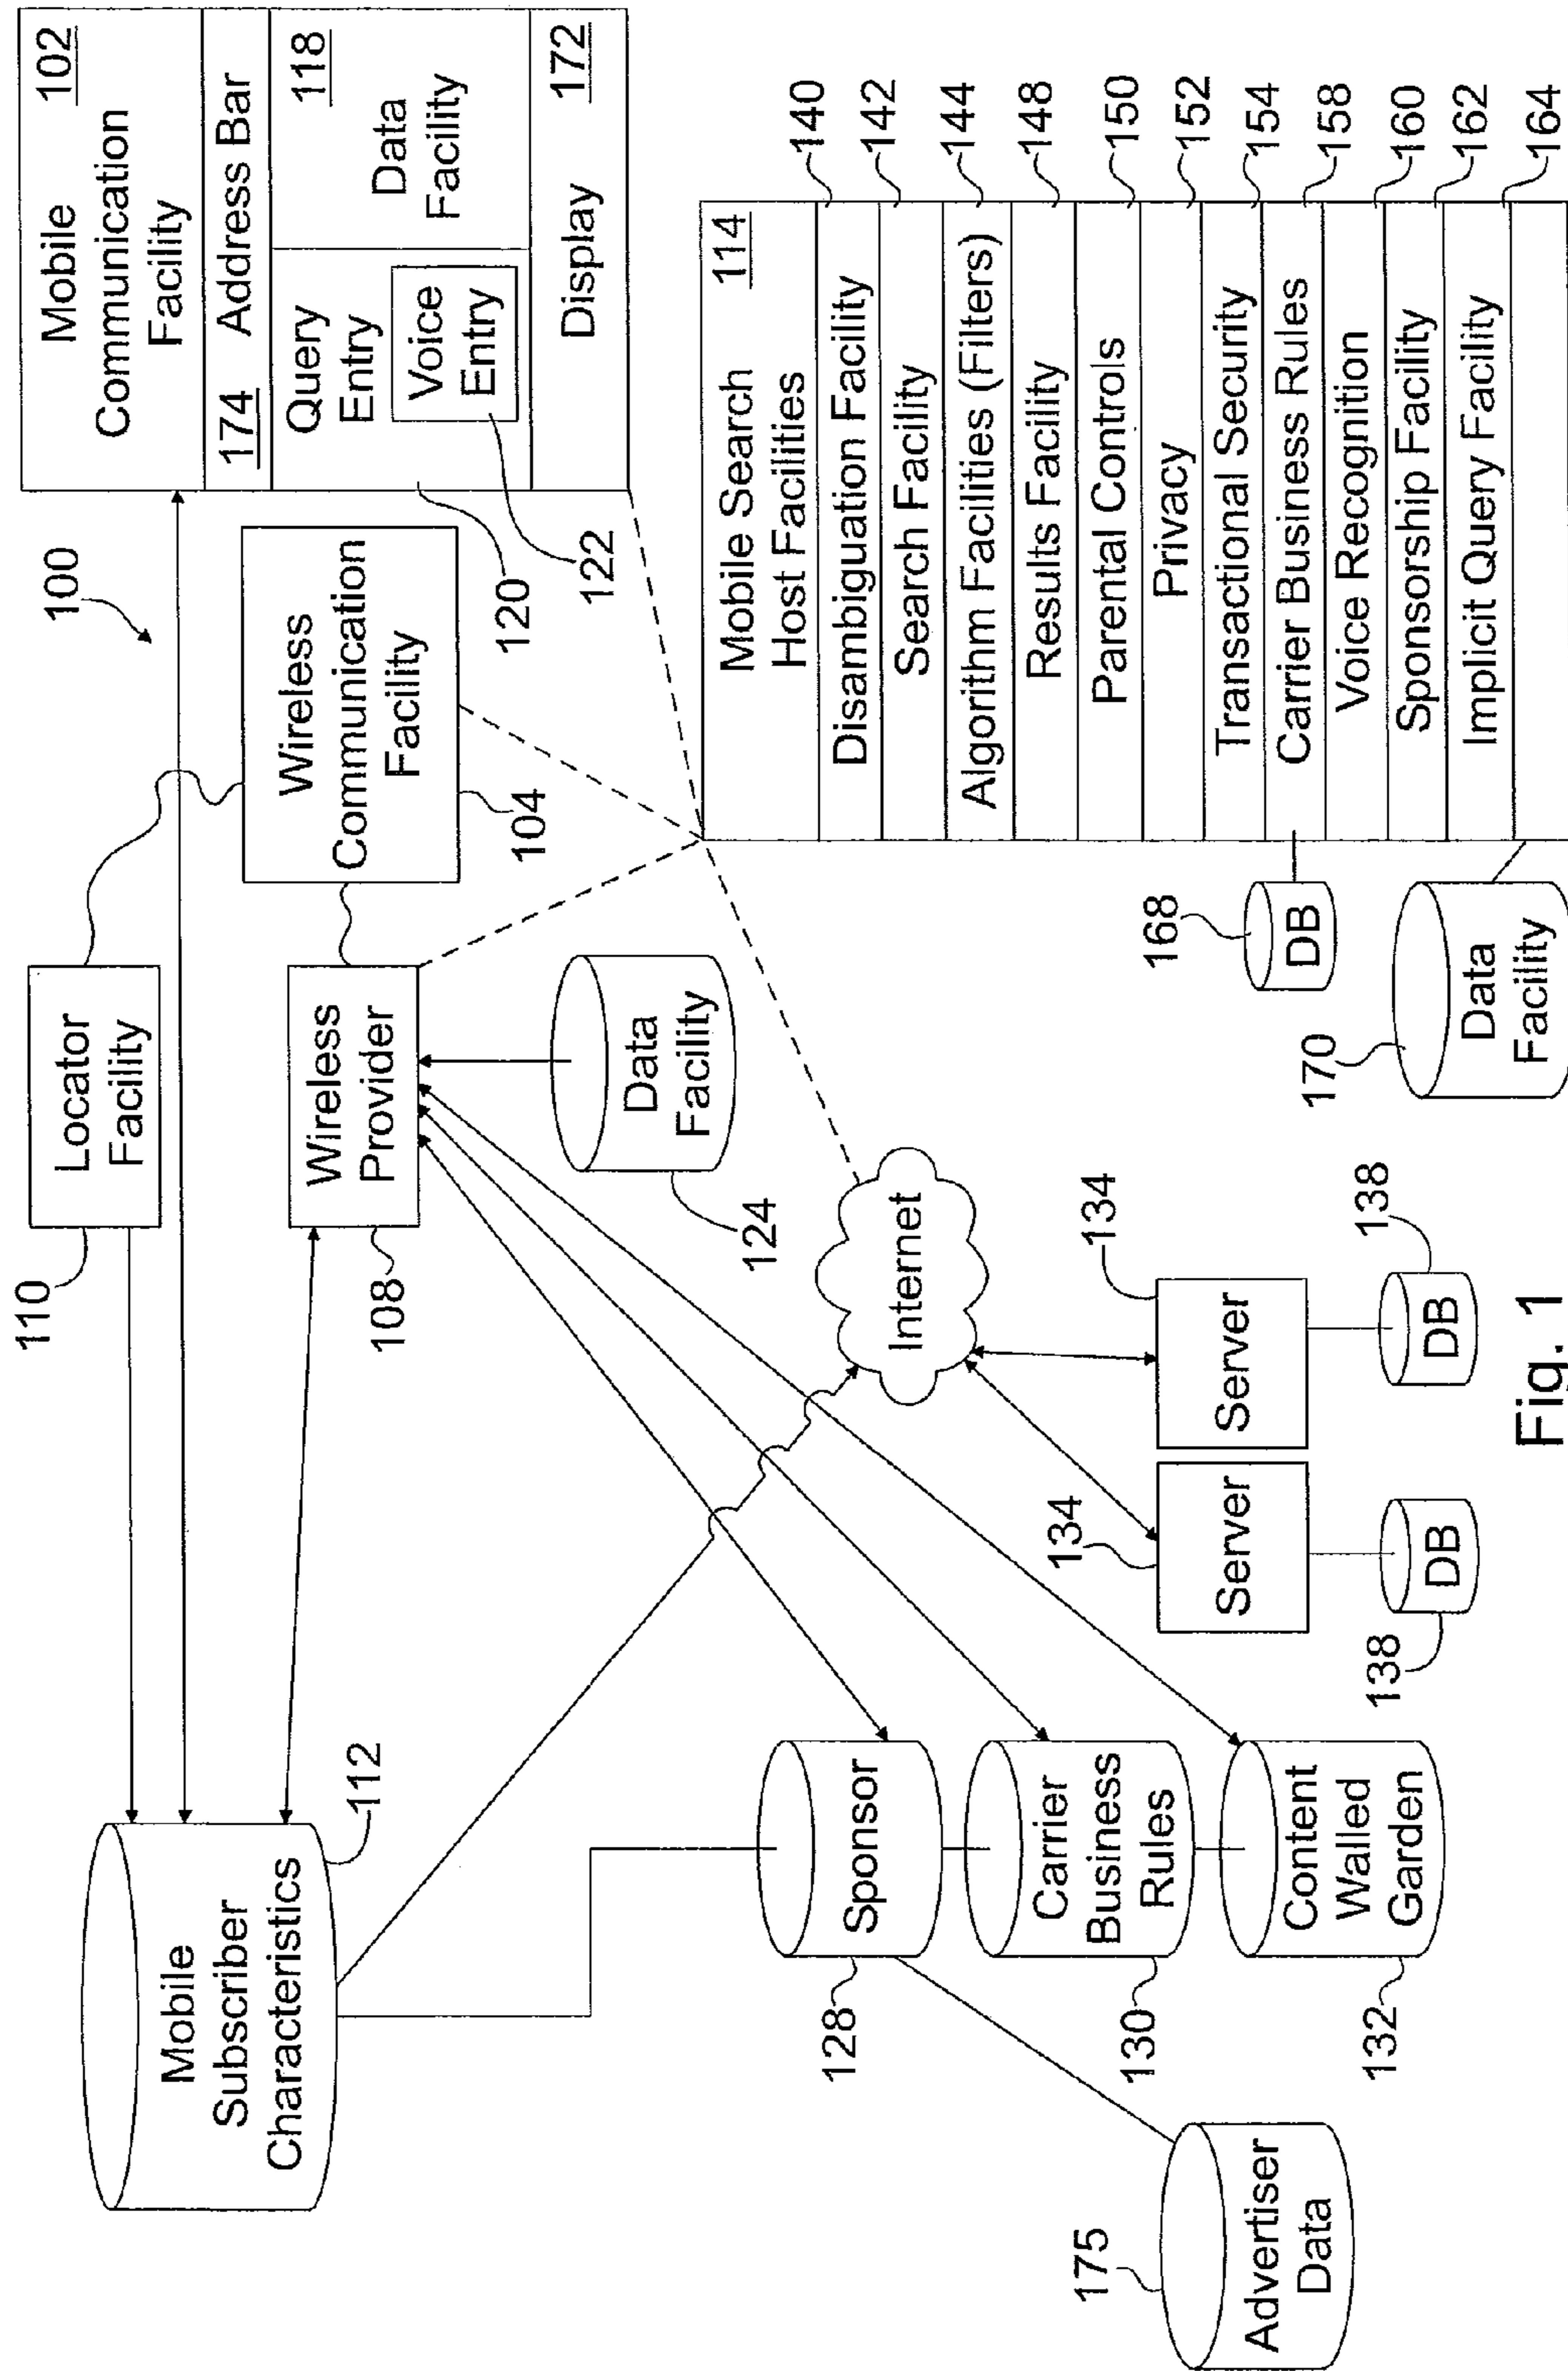 100
Mobile
Communication
Facility
102
174
Address Bar
Query
Entry
Voice
Entry
118
Data
Facility
Display
172
120
122
Wireless
Communication
Facility
104
110
Locator
Facility
Wireless
Provider
108
Data
Facility
124
Mobile
Subscriber
Characteristics
112
Internet
Sponsor
128
Carrier
Business
Rules
130
Content
Walled
Garden
132
Advertiser
Data
175
134
Server
134
Server
138
DB
138
DB
Mobile Search
Host Facilities
114
Disambiguation Facility
140
Search Facility
142
Algorithm Facilities (Filters)
144
Results Facility
148
Parental Controls
150
Privacy
152
Transactional Security
154
Carrier Business Rules
158
Voice Recognition
160
Sponsorship Facility
162
Implicit Query Facility
164
168
DB
170
Data
Facility
Fig. 1